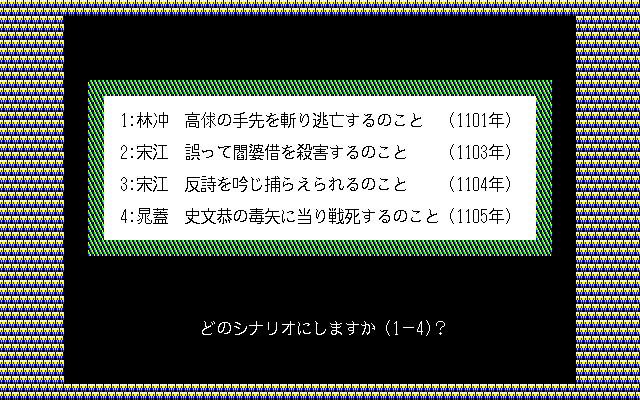 1:林冲　高俅の手先を斬り逃亡するのこと　(1101年)
2:宋江　誤って閻婆借を殺害するのこと　(1103年)
3:宋江　反詩を吟じ捕らえられるのこと　(1104年)
4:晁蓋　史文恭の毒矢に当り戦死するのこと(1105年)
どのシナリオにしますか(1-4)?